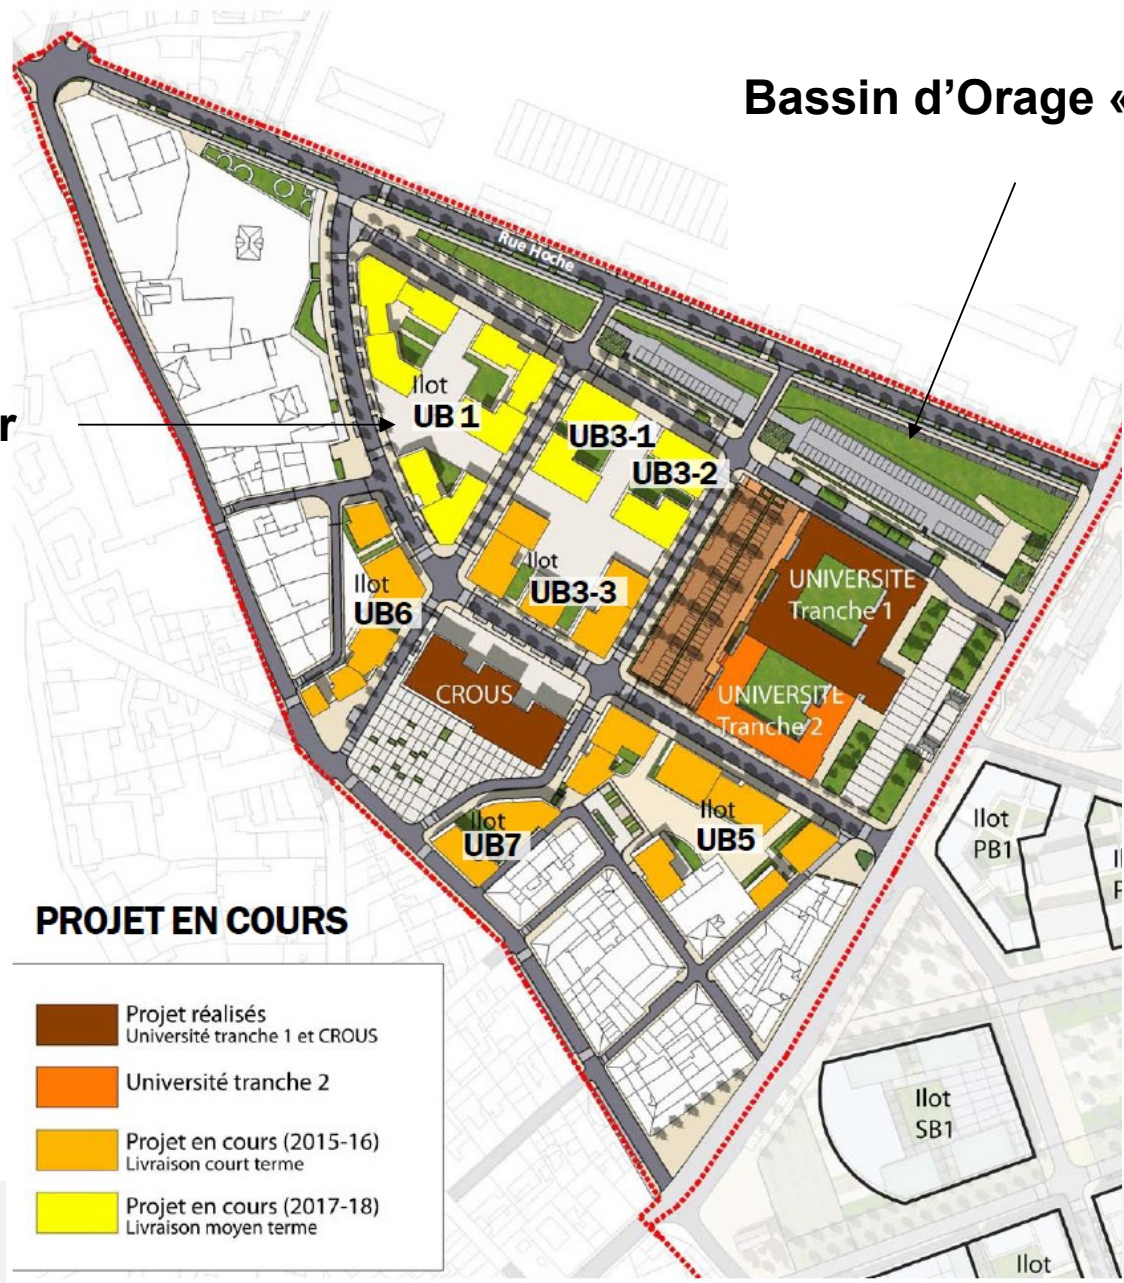 Bassin d’Orage «
r
Rue Hoche
Ilot
UB 1
UB3-1
UB3-2
Ilot
UB3-3
Ilot
UB6
UNIVERSITE
Tranche 1
CROUS
UNIVERSITE
Tranche 2
Ilot
UB7
Ilot
UB5
Ilot
PB1
Ilot
SB1
Ilot
PROJET EN COURS
Projet réalisés
Université tranche 1 et CROUS
Université tranche 2
Projet en cours (2015-16)
Livraison court terme
Projet en cours (2017-18)
Livraison moyen terme